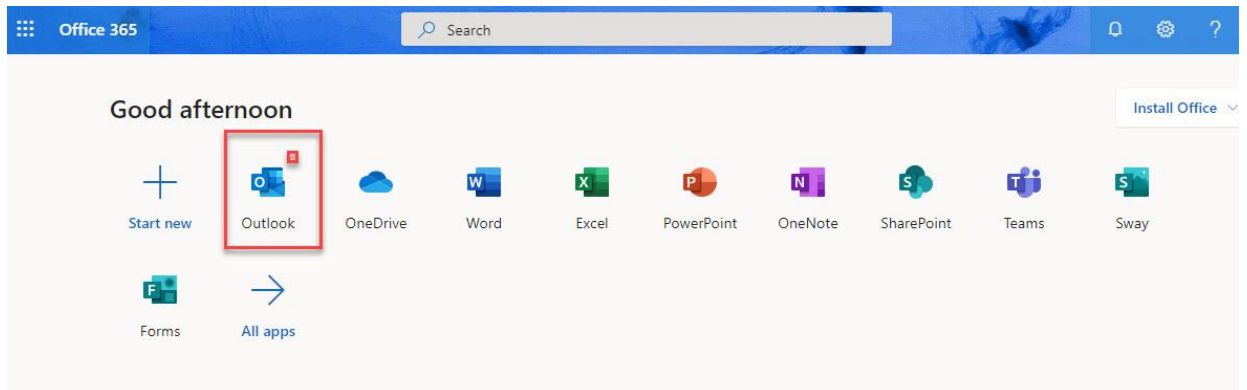 Office 365
Search
?
Good afternoon
Install Office
Start new
Outlook
OneDrive
Word
Excel
PowerPoint
OneNote
SharePoint
Teams
Sway
Forms
All apps